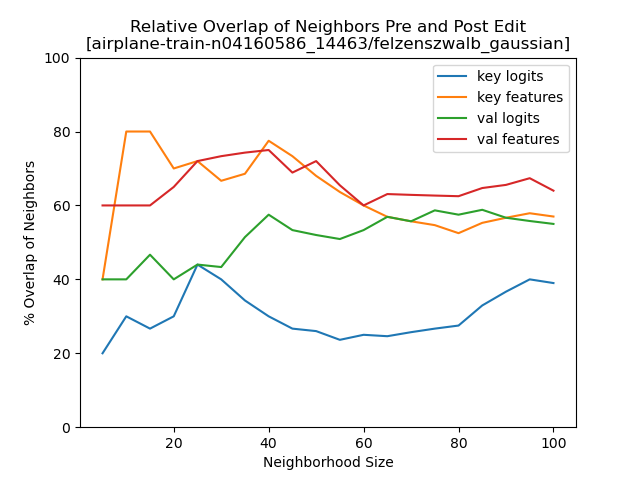 Relative Overlap of Neighbors Pre and Post Edit
[airplane-train-n04160586_14463/felzenszwalb_gaussian]
100
80
60
40
20
0
% Overlap of Neighbors
key logits
key features
val logits
val features
20 40 60 80 100
Neighborhood Size